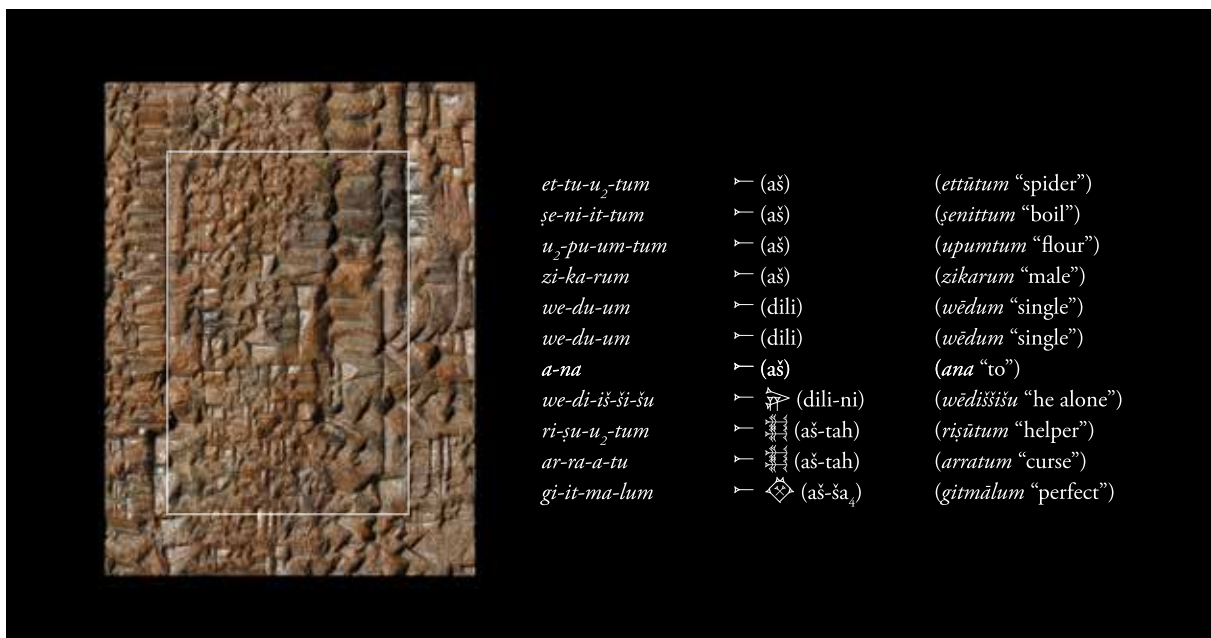 et-tu-u₂-tum 𒀸 (aš) (ettūtum “spider”)
ṣe-ni-it-tum 𒀸 (aš) (ṣenittum “boil”)
u₂-pu-um-tum 𒀸 (aš) (upumtum “flour”)
zi-ka-rum 𒀸 (aš) (zikarum “male”)
we-du-um 𒀸 (dili) (wēdum “single”)
we-du-um 𒀸 (dili) (wēdum “single”)
a-na 𒀸 (aš) (ana “to”)
we-di-iš-ši-šu 𒀸 𒉌 (dili-ni) (wēdiššišu “he alone”)
ri-ṣu-u₂-tum 𒀸 𒈭 (aš-tah) (riṣūtum “helper”)
ar-ra-a-tu 𒀸 𒈭 (aš-tah) (arratum “curse”)
gi-it-ma-lum 𒀸 (aš-ša₄) (gitmālum “perfect”)